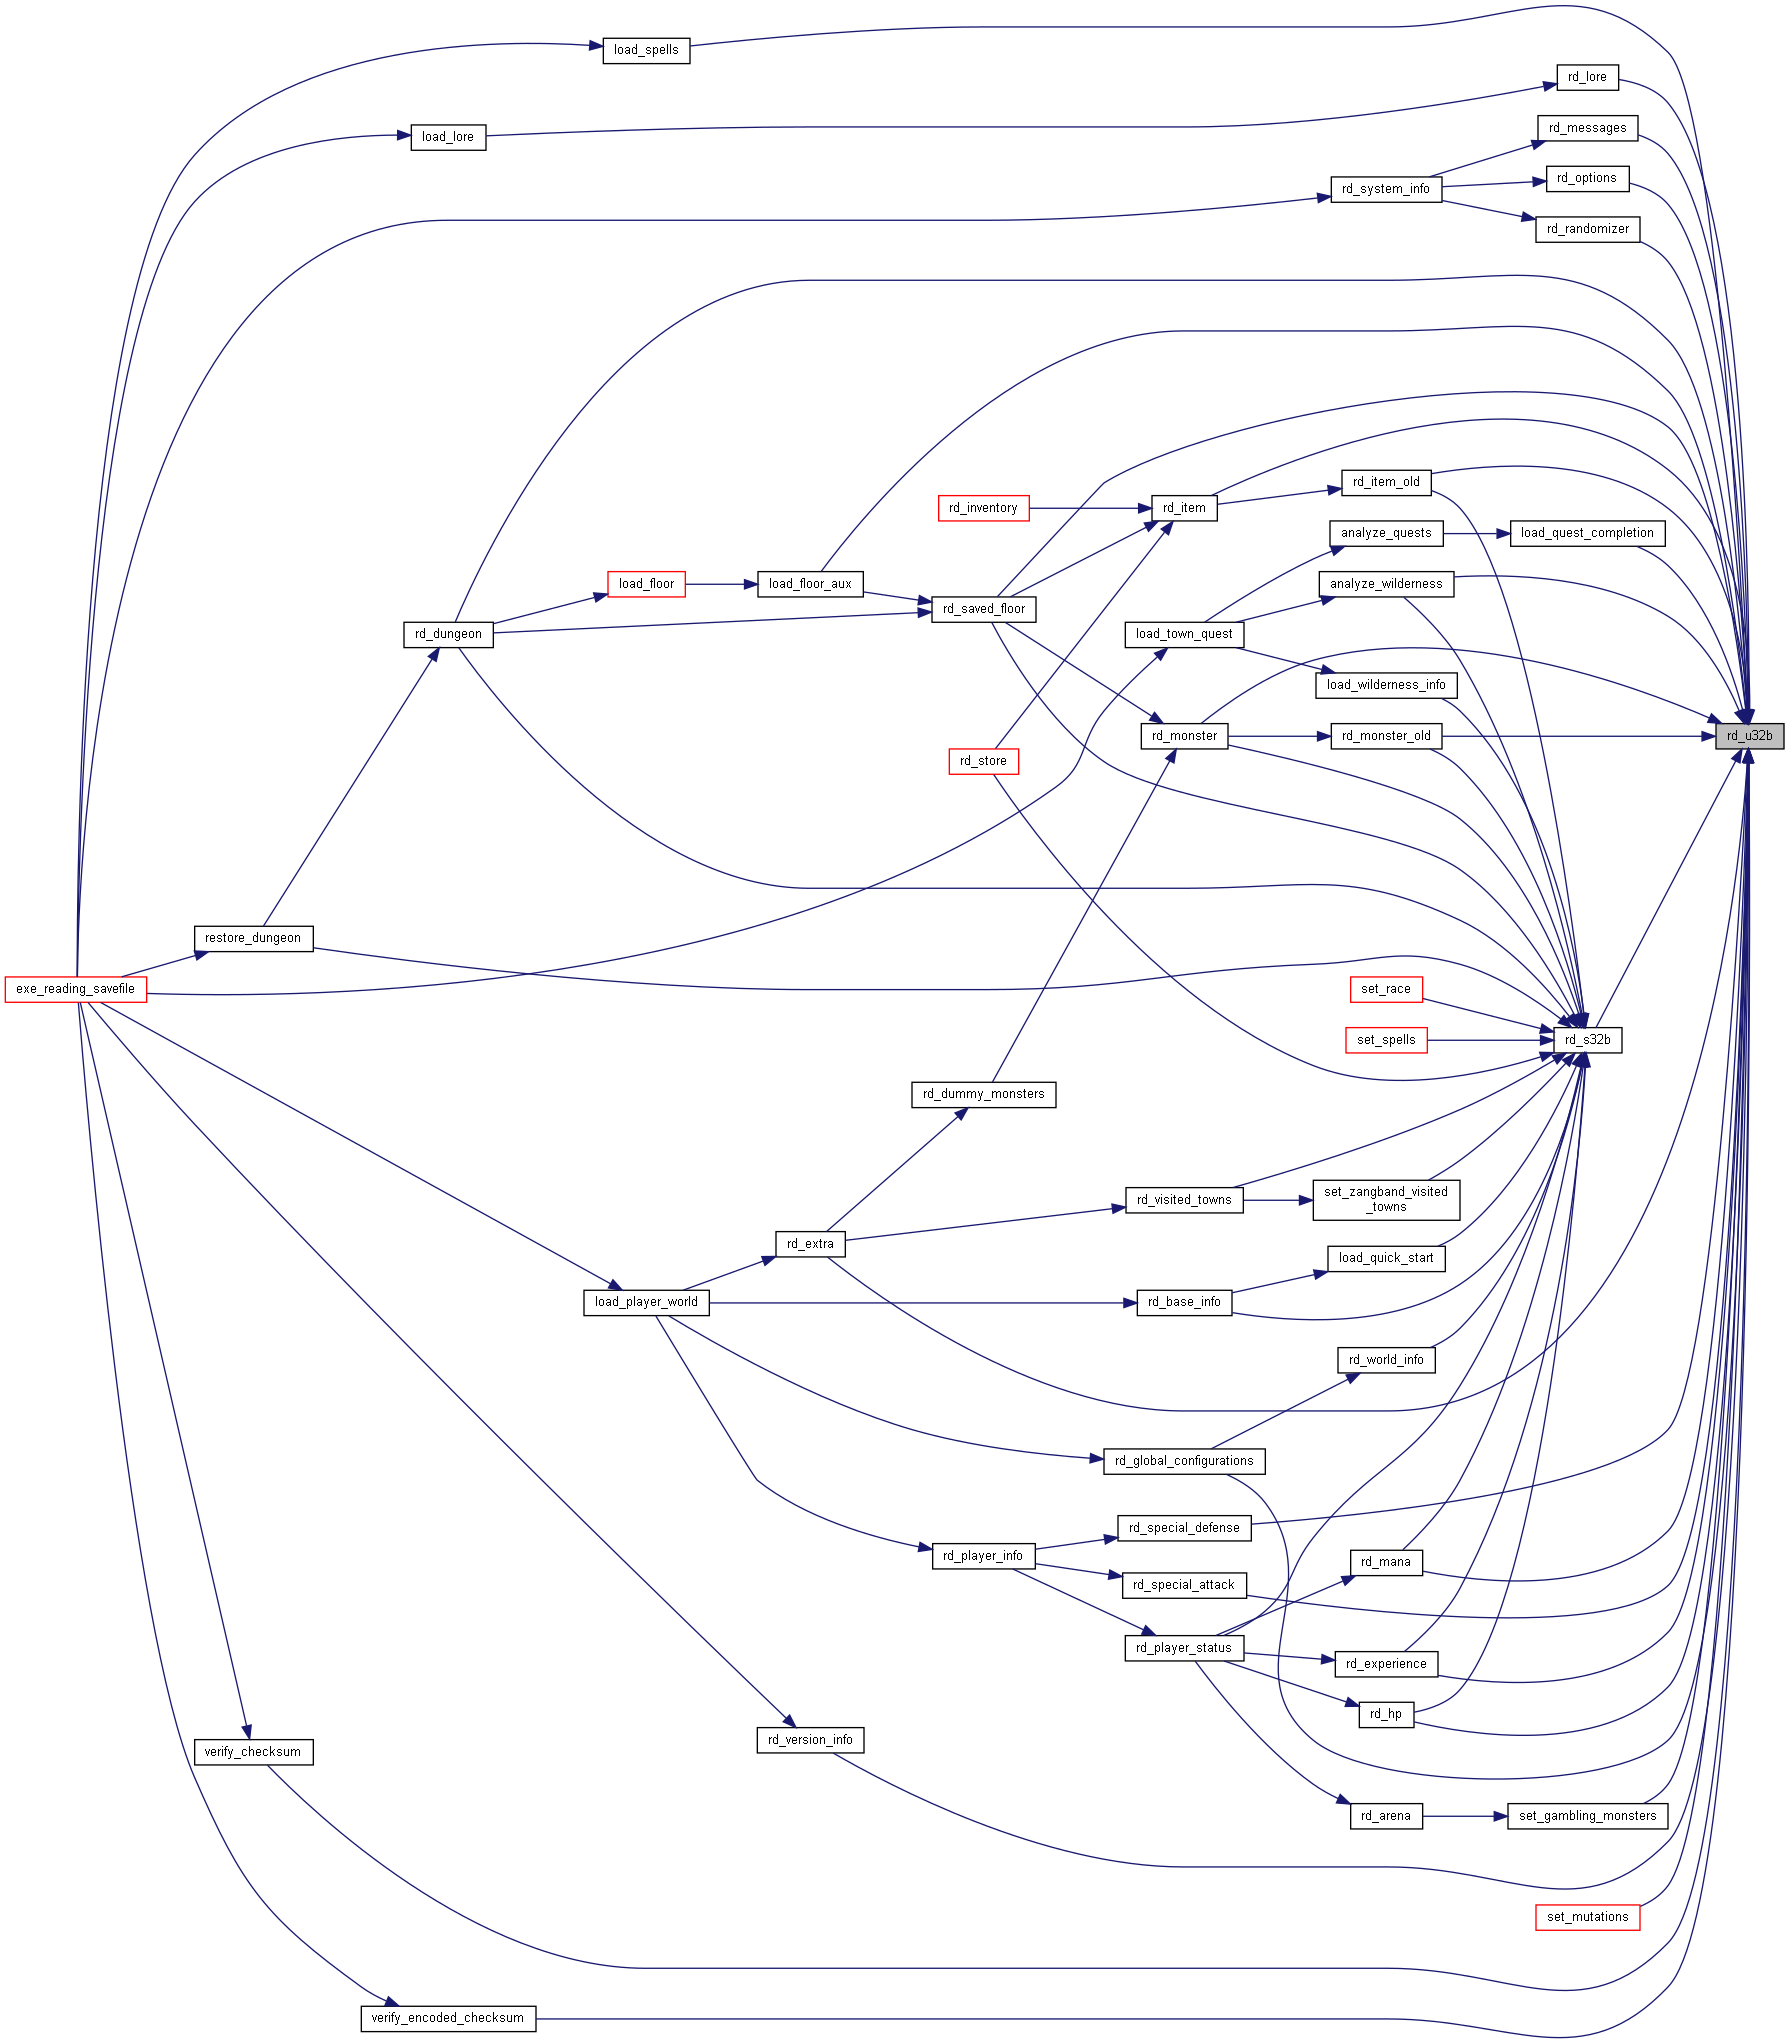 load_spells
rd_lore
rd_messages
load_lore
rd_options
rd_system_info
rd_randomizer
rd_item_old
rd_inventory
rd_item
analyze_quests
load_quest_completion
load_floor
load_floor_aux
analyze_wilderness
rd_saved_floor
rd_dungeon
load_town_quest
load_wilderness_info
rd_monster
rd_monster_old
rd_u32b
rd_store
restore_dungeon
exe_reading_savefile
set_race
set_spells
rd_s32b
rd_dummy_monsters
rd_visited_towns
set_zangband_visited
_towns
rd_extra
load_quick_start
load_player_world
rd_base_info
rd_world_info
rd_global_configurations
rd_special_defense
rd_player_info
rd_mana
rd_special_attack
rd_player_status
rd_experience
rd_hp
rd_version_info
verify_checksum
rd_arena
set_gambling_monsters
set_mutations
verify_encoded_checksum